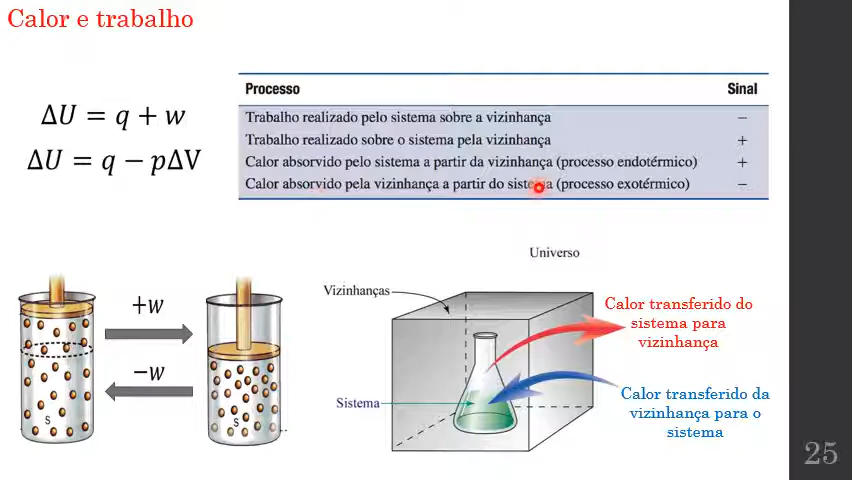 Calor e trabalho
ΔU = q + w
ΔU = q − pΔV
Processo Sinal
Trabalho realizado pelo sistema sobre a vizinhança −
Trabalho realizado sobre o sistema pela vizinhança +
Calor absorvido pelo sistema a partir da vizinhança (processo endotérmico) +
Calor absorvido pela vizinhança a partir do sistema (processo exotérmico) −
+w
−w
S
S
Universo
Vizinhanças
Sistema
Calor transferido do
sistema para
vizinhança
Calor transferido da
vizinhança para o
sistema
25